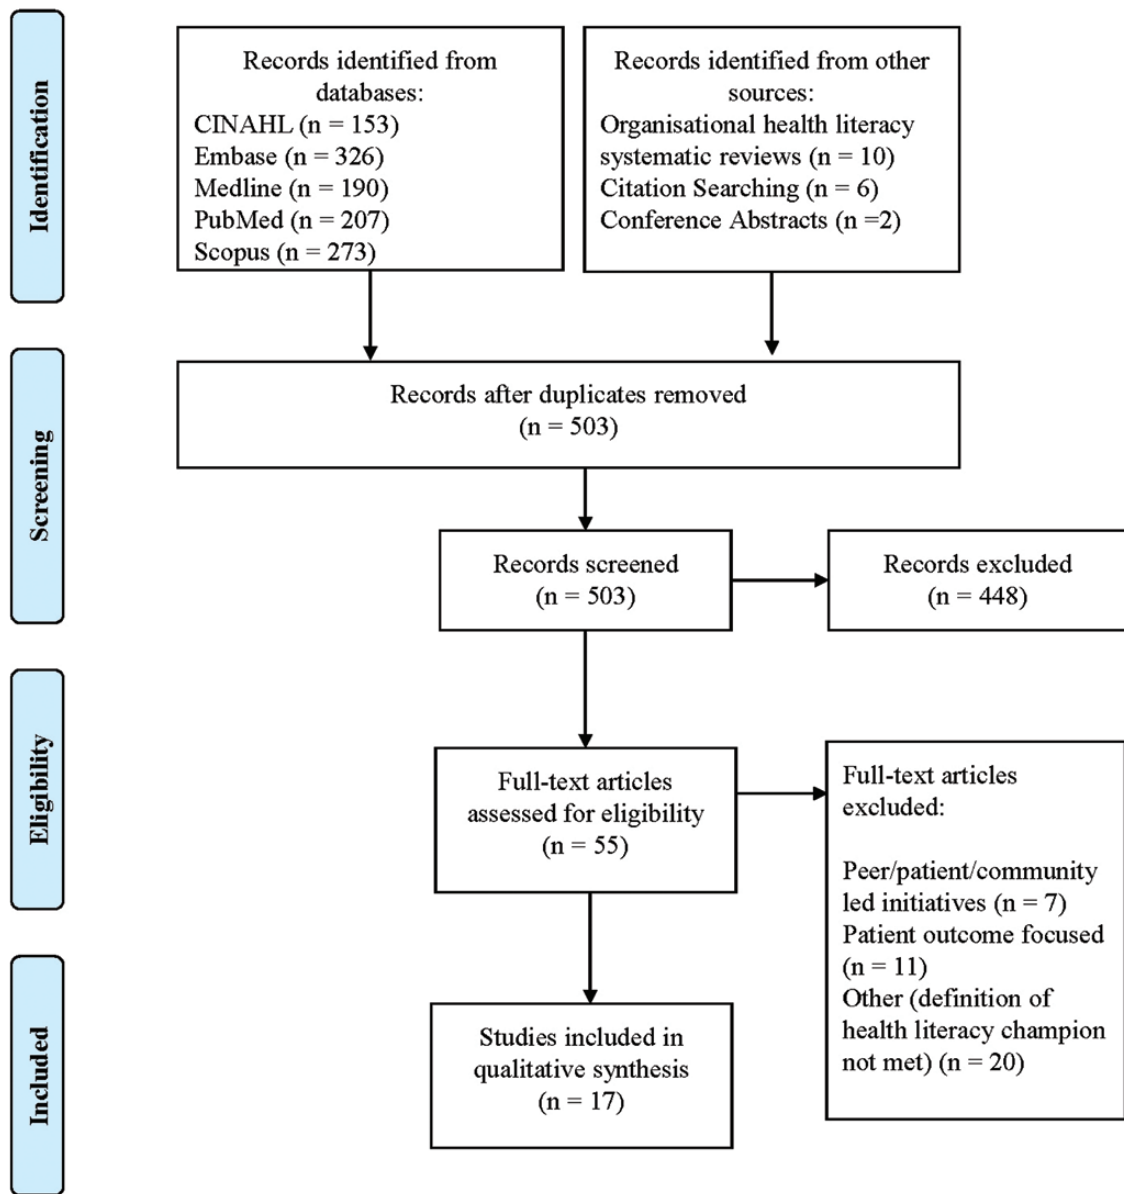 Identification
Records identified from
databases:
CINAHL (n = 153)
Embase (n = 326)
Medline (n = 190)
PubMed (n = 207)
Scopus (n = 273)
Records identified from other
sources:
Organisational health literacy
systematic reviews (n = 10)
Citation Searching (n = 6)
Conference Abstracts (n =2)
Screening
Records after duplicates removed
(n = 503)
Records screened
(n = 503)
Records excluded
(n = 448)
Eligibility
Full-text articles
assessed for eligibility
(n = 55)
Full-text articles
excluded:
Peer/patient/community
led initiatives (n = 7)
Patient outcome focused
(n = 11)
Other (definition of
health literacy champion
not met) (n = 20)
Included
Studies included in
qualitative synthesis
(n = 17)